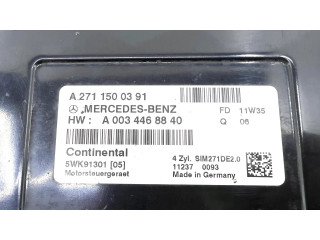 A 271 150 03 91
MERCEDES-BENZ FD 11W35
HW : A 003 446 88 40 Q 06
Continental 4 Zyl. SIM271DE2.0
5WK91301 [05] 11237 0093
Motorsteuergeraet Made in Germany